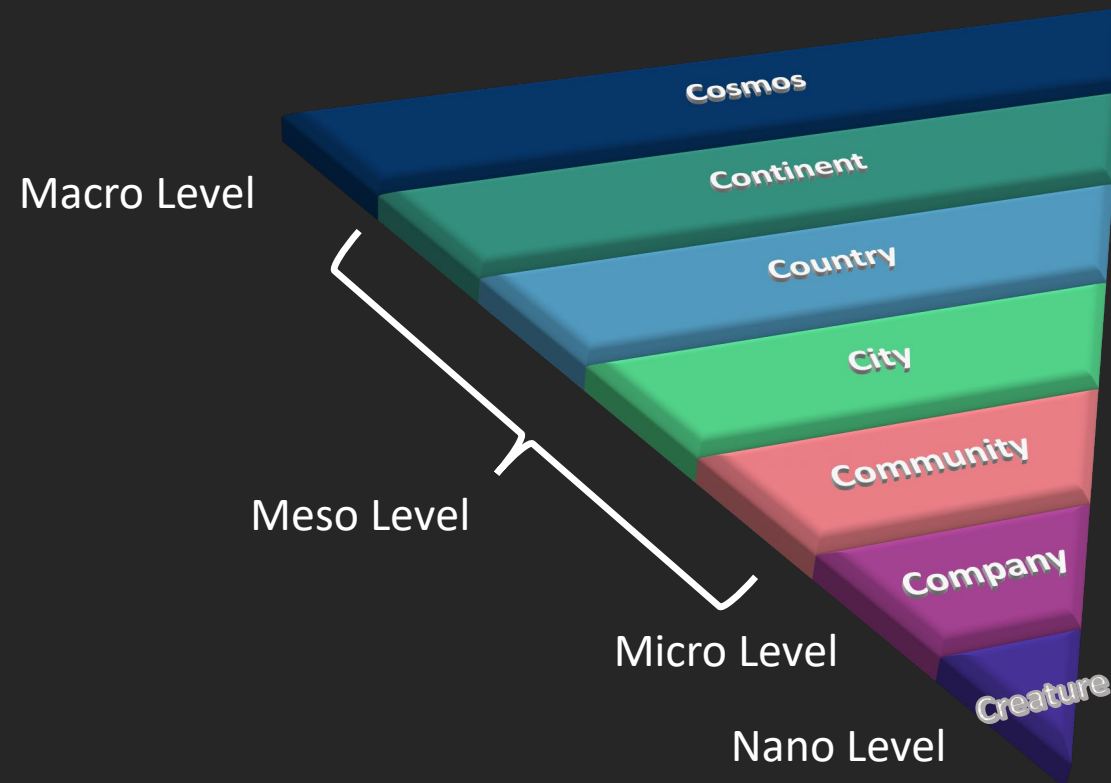 Cosmos
Macro Level
Continent
Country
City
Meso Level
Community
Company
Micro Level
Creature
Nano Level